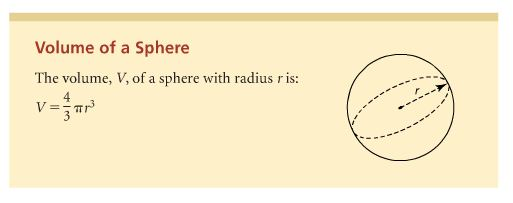 Volume of a Sphere
The volume, V, of a sphere with radius r is:
V = 4/3 πr³
r